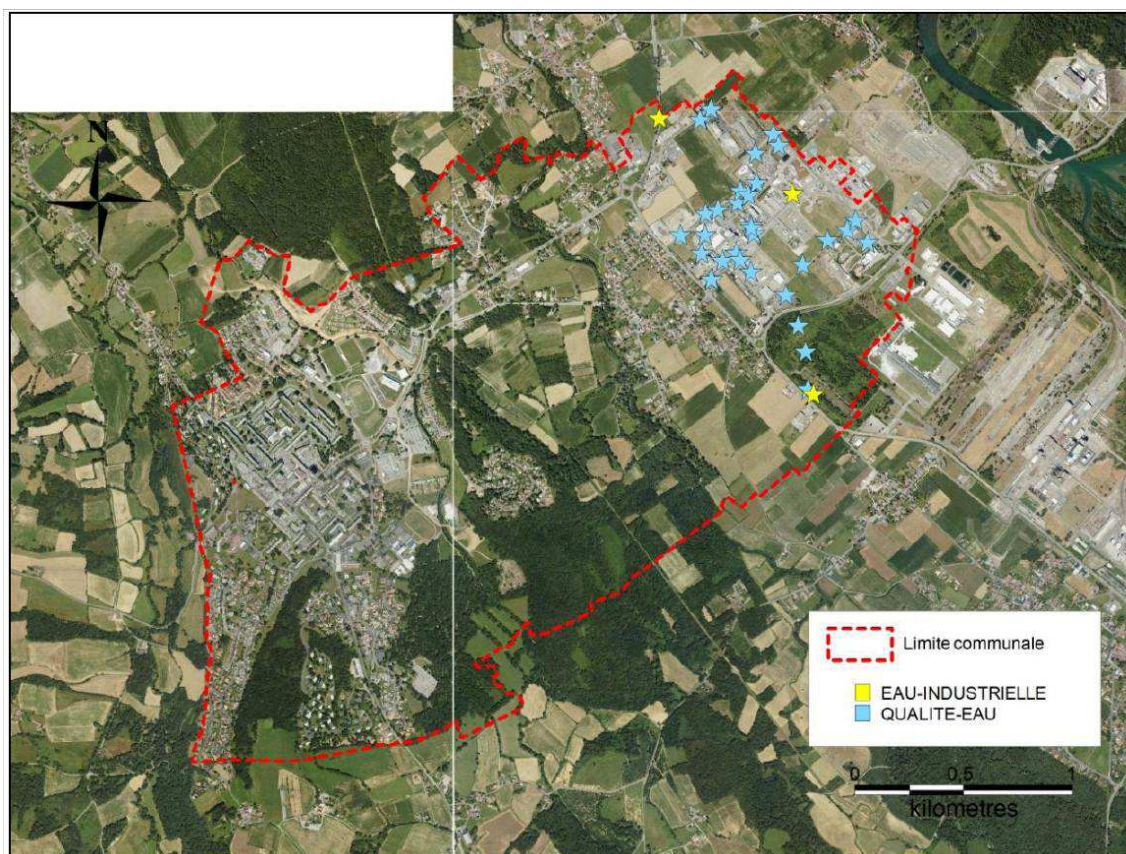 N
Limite communale
EAU-INDUSTRIELLE
QUALITE-EAU
0 0,5 1
kilometres